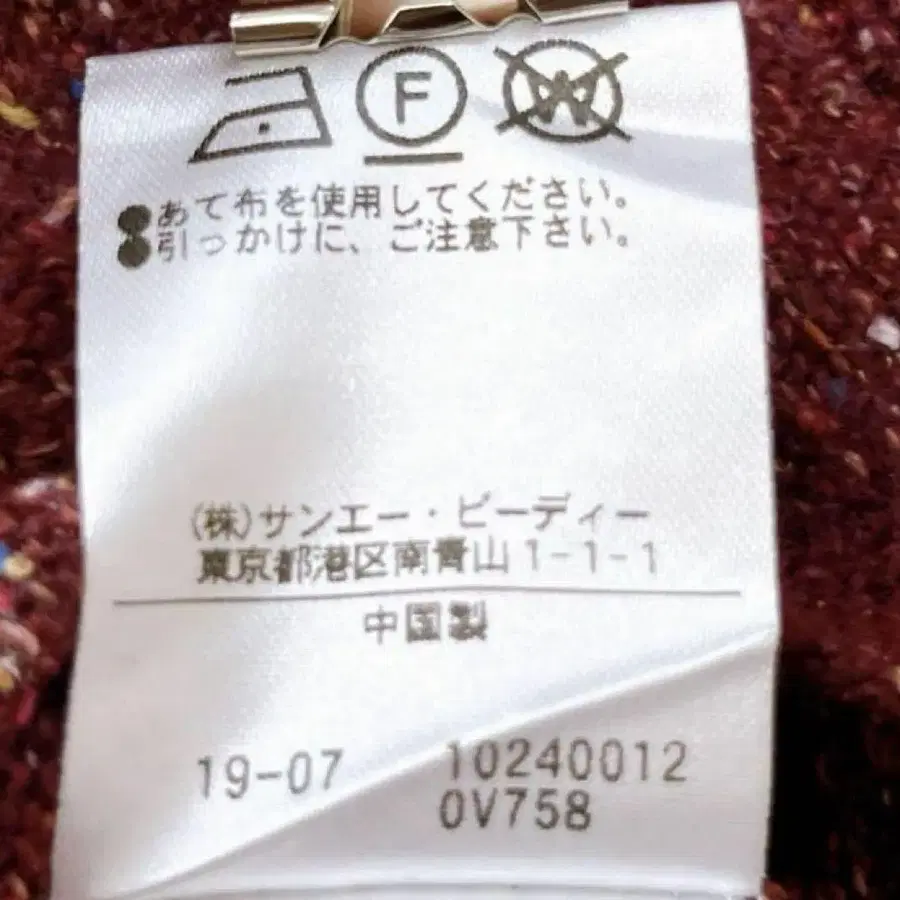 F W
●あて布を使用してください。
●引っかけに、ご注意下さい。
(株)サンエー・ビーディー
東京都港区南青山1-1-1
中国製
19-07 10240012
0V758